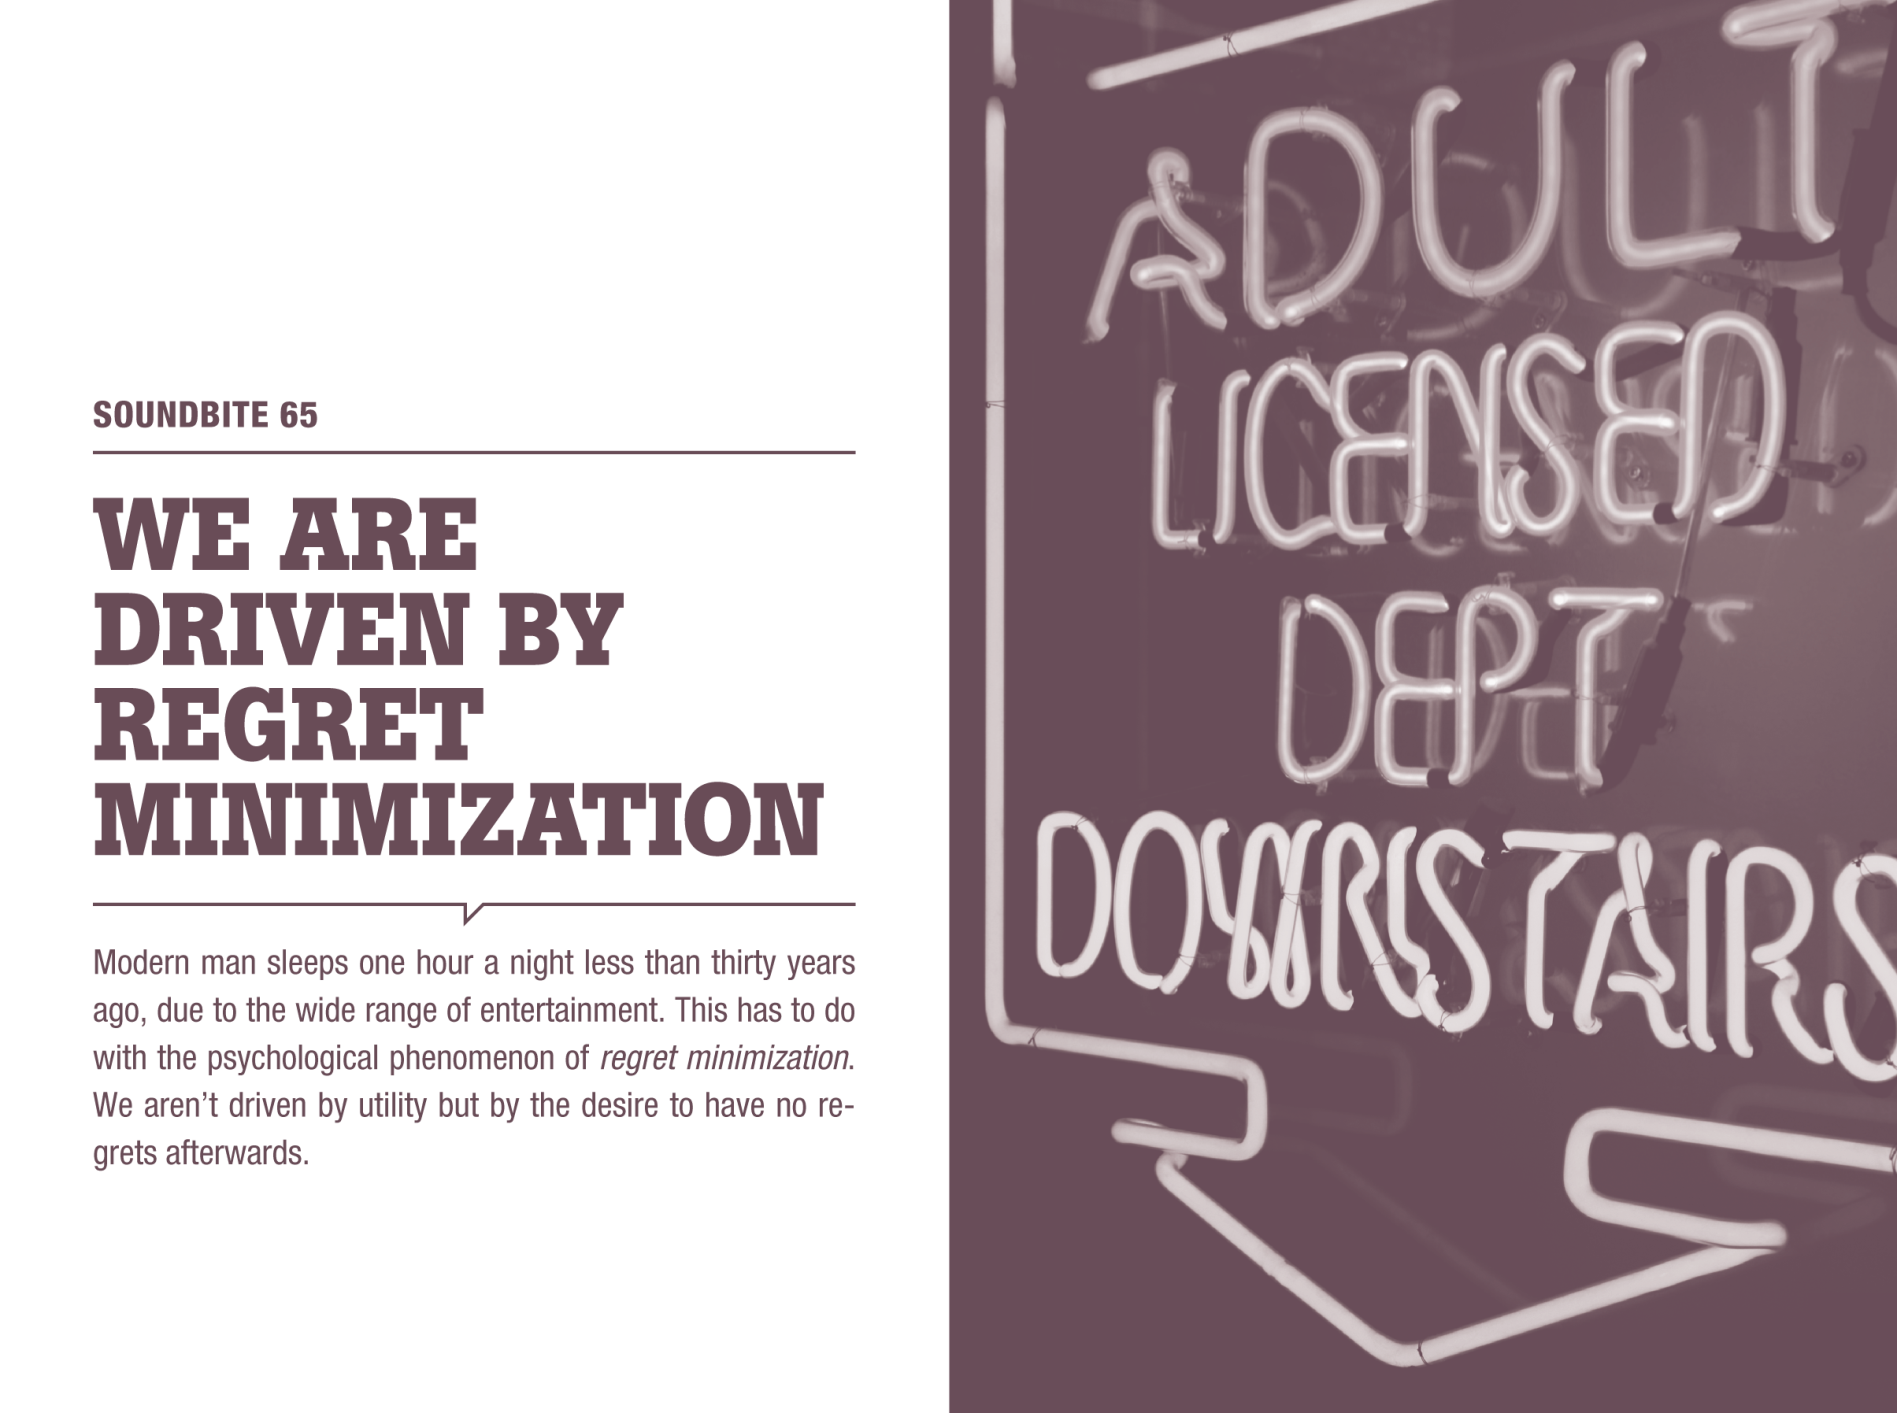 SOUNDBITE 65
WE ARE
DRIVEN BY
REGRET
MINIMIZATION
Modern man sleeps one hour a night less than thirty years
ago, due to the wide range of entertainment. This has to do
with the psychological phenomenon of regret minimization.
We aren’t driven by utility but by the desire to have no re-
grets afterwards.
ADULT
LICENSED
DEPT
DOWNSTAIRS